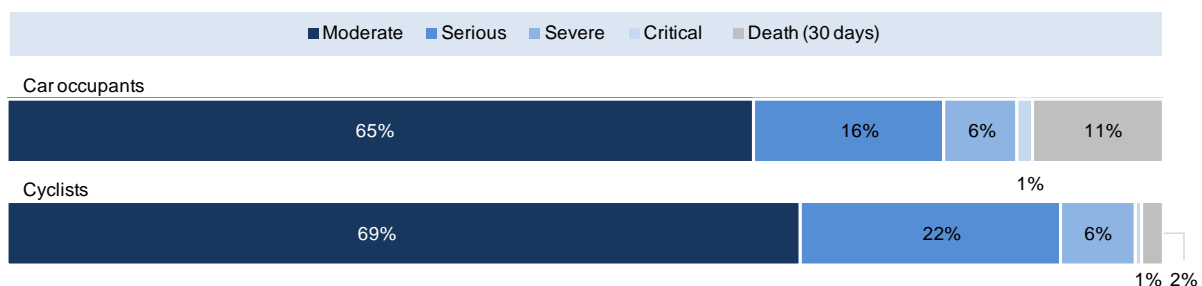 Moderate Serious Severe Critical Death (30 days)
Car occupants
65% 16% 6% 11%
1%
Cyclists
69% 22% 6%
1% 2%